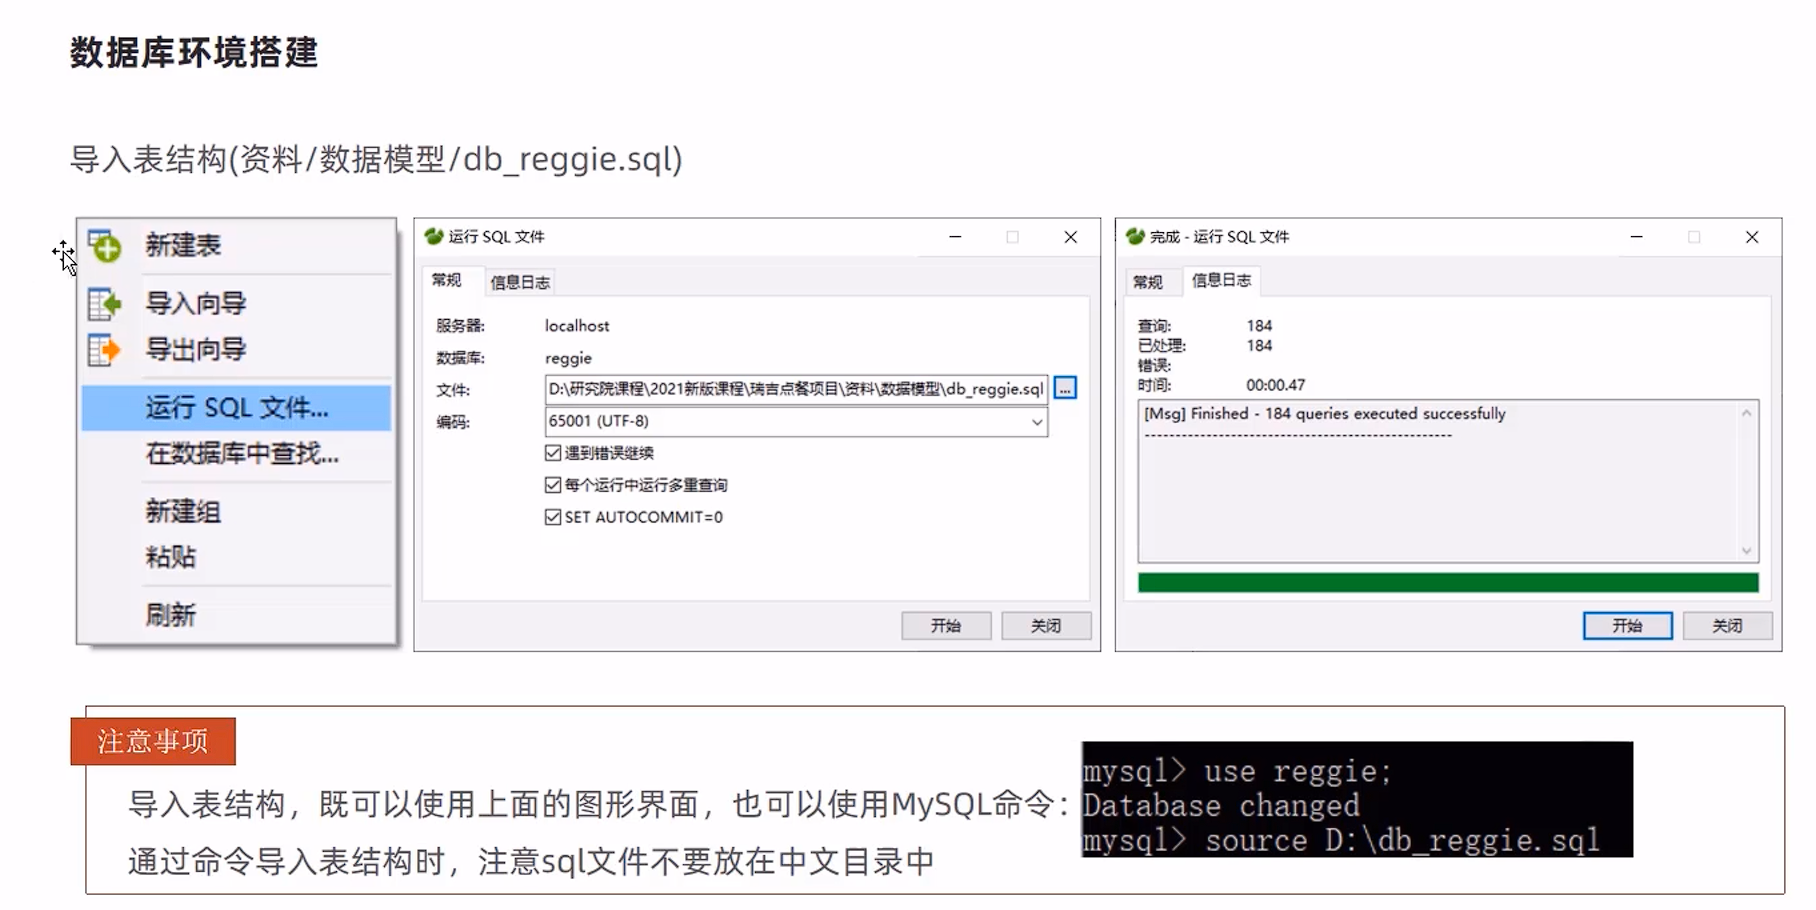 数据库环境搭建
导入表结构(资料/数据模型/db_reggie.sql)
新建表
导入向导
导出向导
运行 SQL 文件...
在数据库中查找...
新建组
粘贴
刷新
运行 SQL 文件
常规 信息日志
服务器: localhost
数据库: reggie
文件: D:\研究院课程\2021新版课程\瑞吉点餐项目\资料\数据模型\db_reggie.sql ...
编码: 65001 (UTF-8)
遇到错误继续
每个运行中运行多重查询
SET AUTOCOMMIT=0
开始 关闭
完成 - 运行 SQL 文件
常规 信息日志
查询: 184
已处理: 184
错误:
时间: 00:00.47
[Msg] Finished - 184 queries executed successfully
--------------------------------------------------
开始 关闭
注意事项
导入表结构，既可以使用上面的图形界面，也可以使用MySQL命令：
通过命令导入表结构时，注意sql文件不要放在中文目录中
mysql> use reggie;
Database changed
mysql> source D:\db_reggie.sql